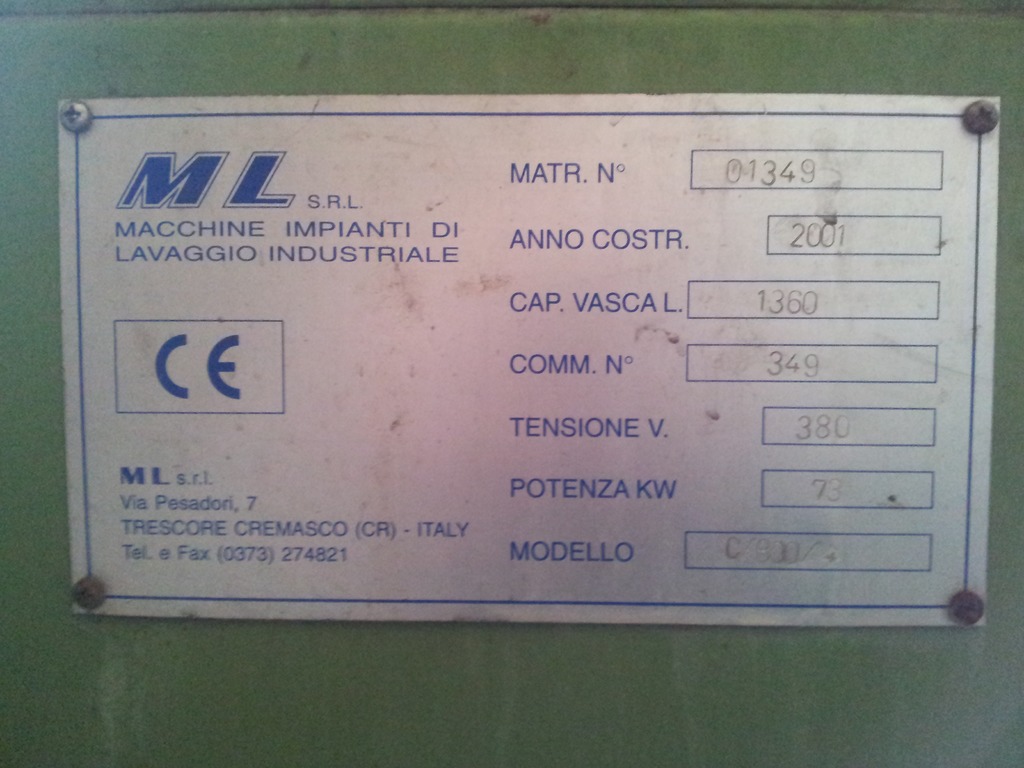 ML S.R.L.
MACCHINE IMPIANTI DI
LAVAGGIO INDUSTRIALE
CE
ML s.r.l.
Via Pesadori, 7
TRESCORE CREMASCO (CR) - ITALY
Tel. e Fax (0373) 274821
MATR. N° 01349
ANNO COSTR. 2001
CAP. VASCA L. 1360
COMM. N° 349
TENSIONE V. 380
POTENZA KW 73
MODELLO